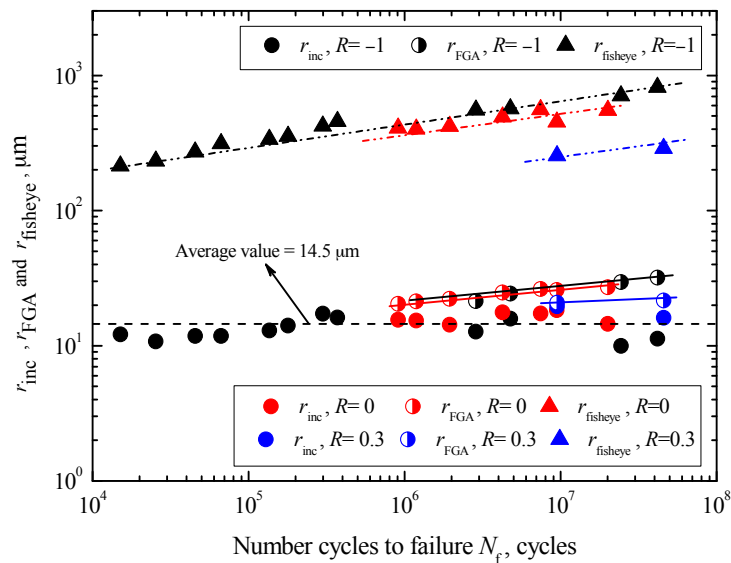 r_inc , R= −1 r_FGA , R= −1 r_fisheye , R=−1
10^3
10^2
10^1
10^0
r_inc , r_FGA and r_fisheye , μm
Average value = 14.5 μm
r_inc , R= 0 r_FGA , R= 0 r_fisheye , R=0
r_inc , R= 0.3 r_FGA , R= 0.3 r_fisheye , R=0.3
10^4 10^5 10^6 10^7 10^8
Number cycles to failure N_f, cycles